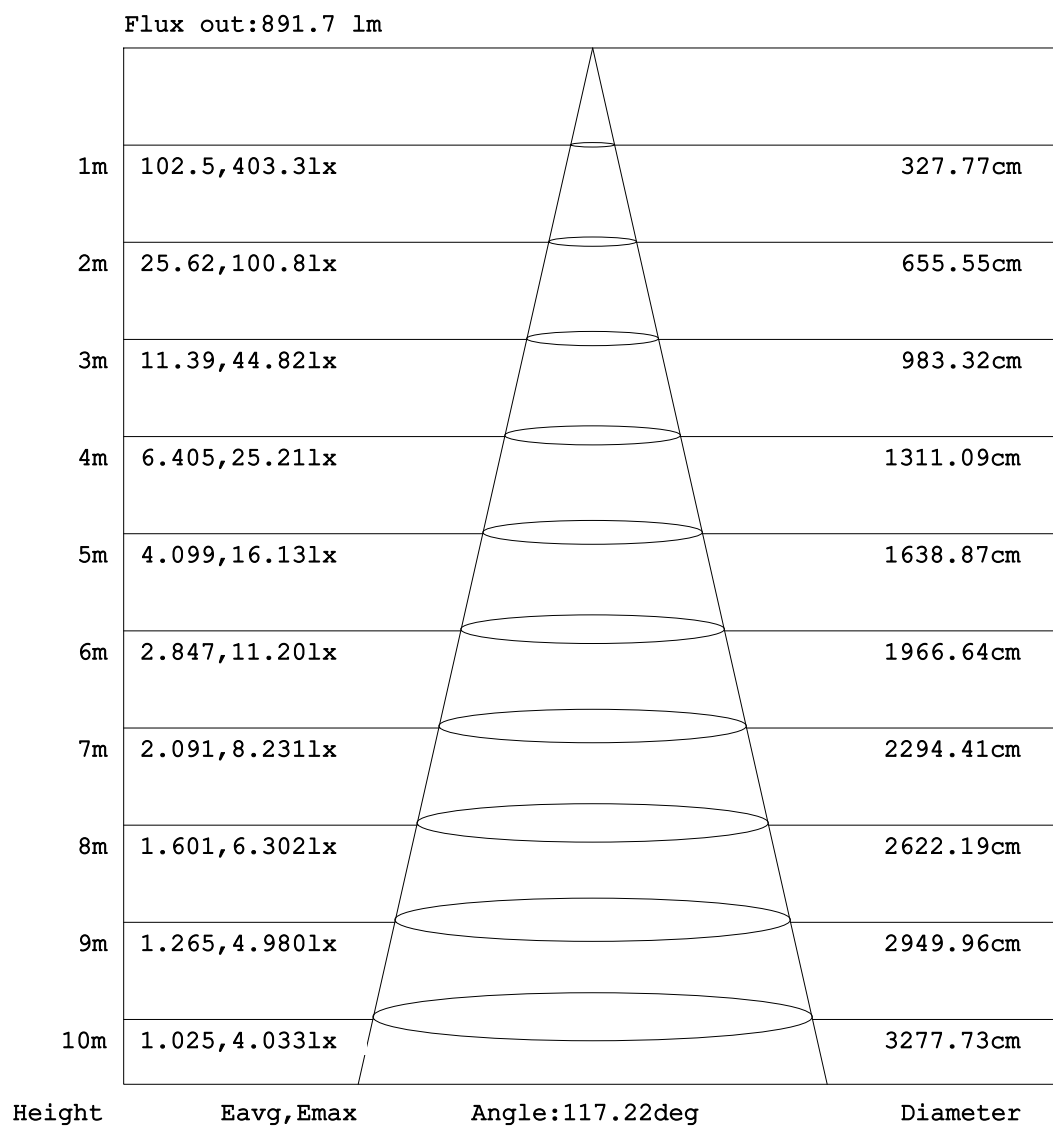 Flux out:891.7 lm
1m 102.5,403.3lx 327.77cm
2m 25.62,100.8lx 655.55cm
3m 11.39,44.82lx 983.32cm
4m 6.405,25.21lx 1311.09cm
5m 4.099,16.13lx 1638.87cm
6m 2.847,11.20lx 1966.64cm
7m 2.091,8.231lx 2294.41cm
8m 1.601,6.302lx 2622.19cm
9m 1.265,4.980lx 2949.96cm
10m 1.025,4.033lx 3277.73cm
Height Eavg,Emax Angle:117.22deg Diameter